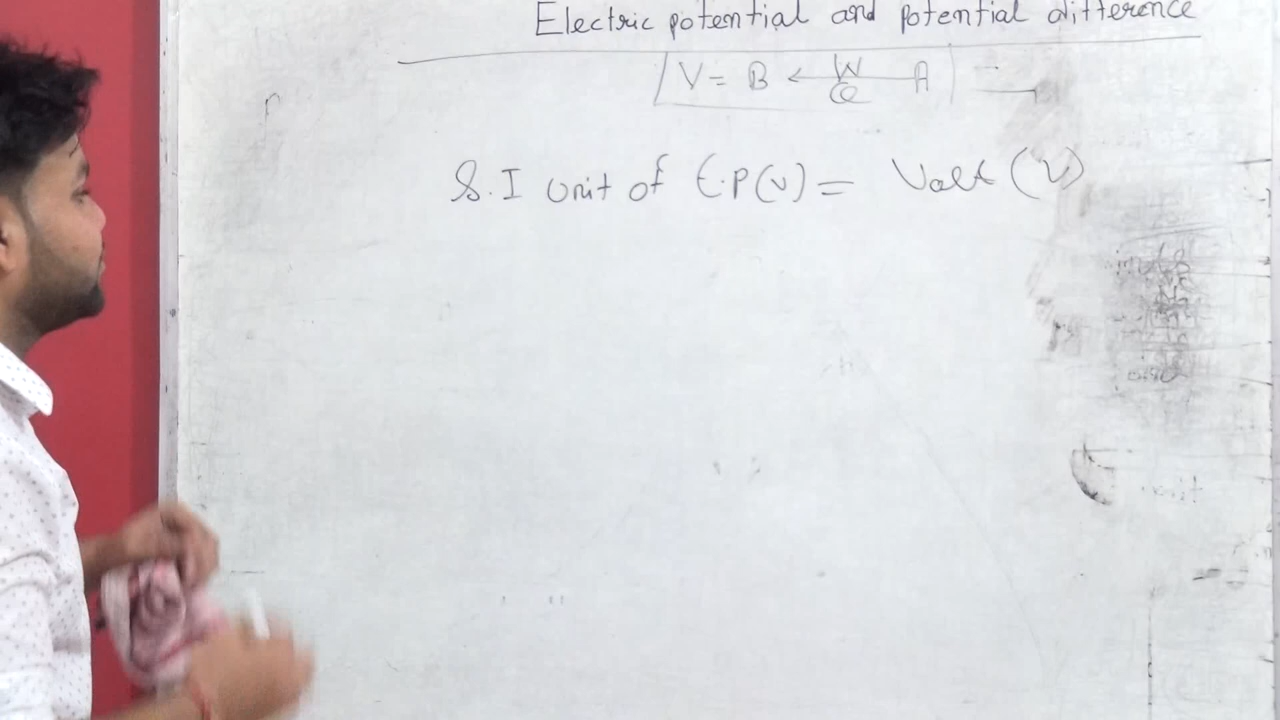 Electric potential and potential difference
V = B ← W/Q A
S.I Unit of E.P(V) = Volt (V)